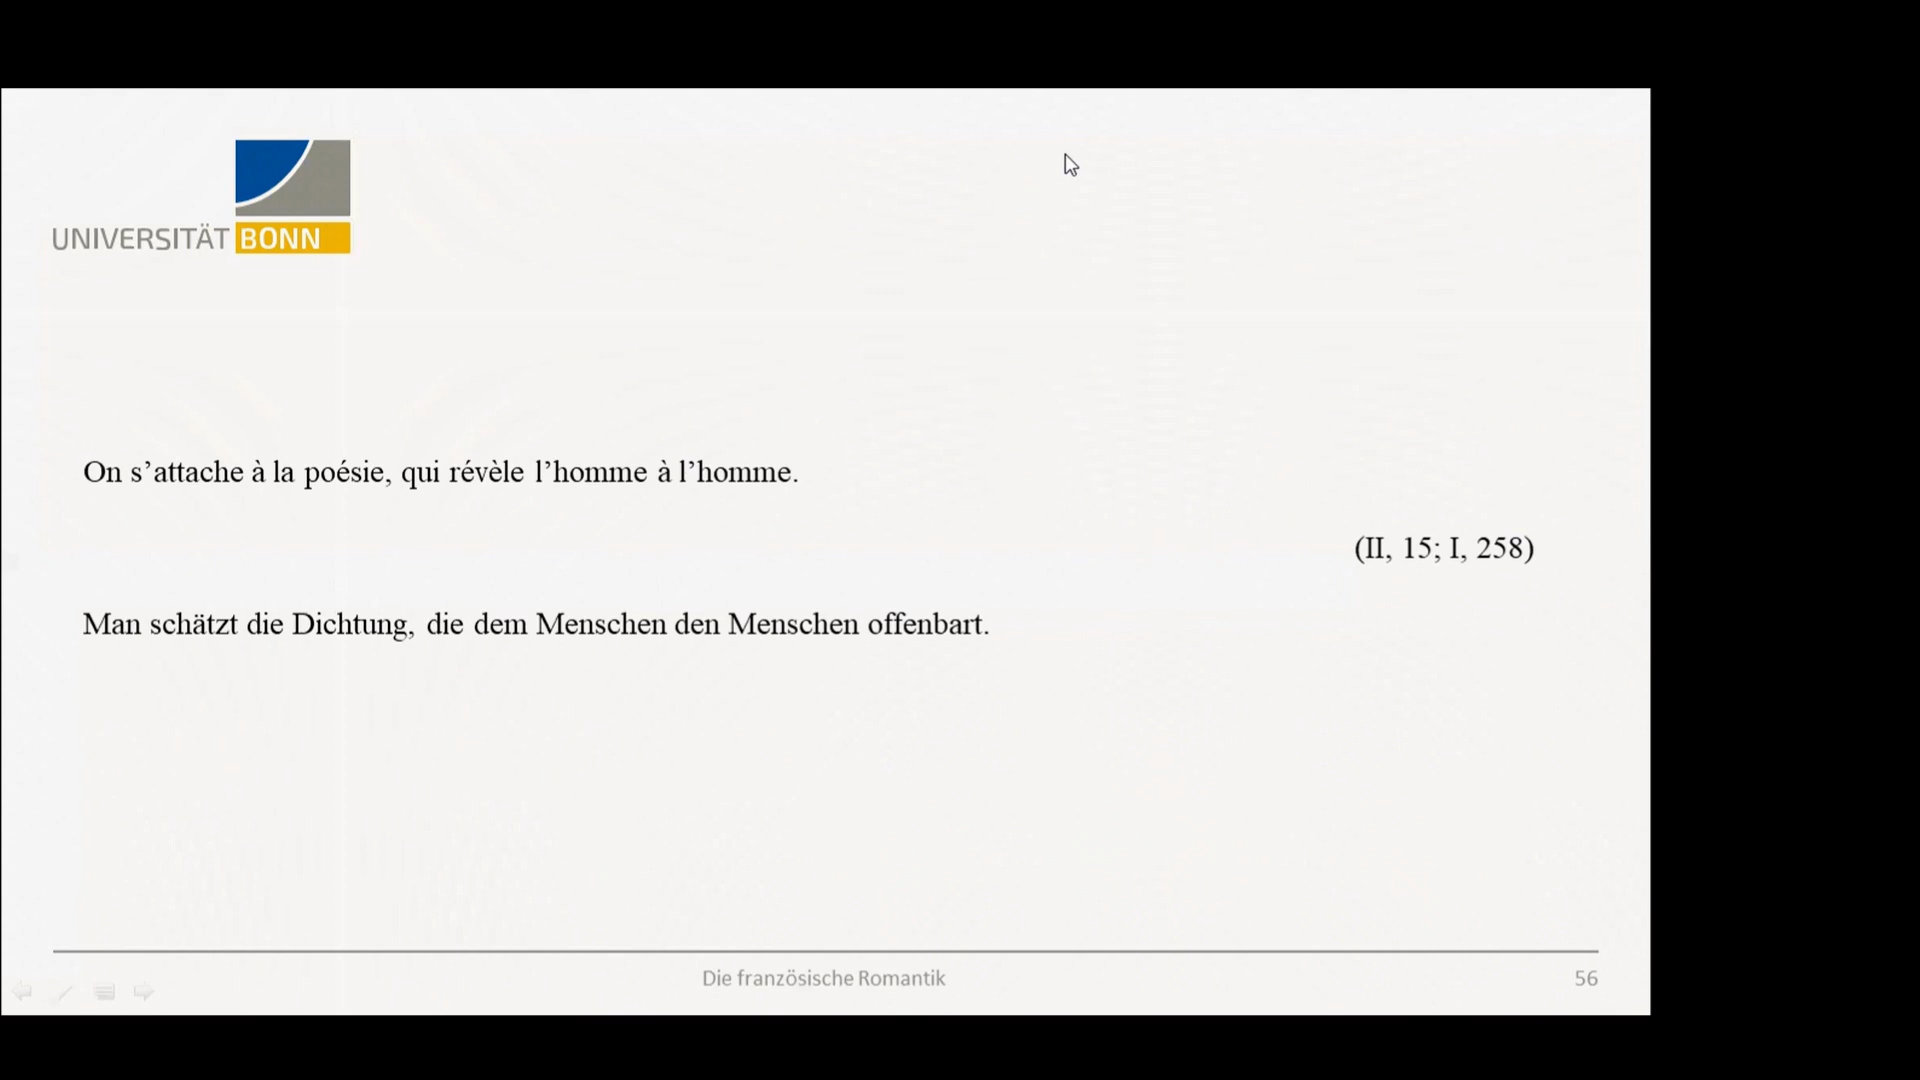 UNIVERSITÄT BONN
On s’attache à la poésie, qui révèle l’homme à l’homme.
(II, 15; I, 258)
Man schätzt die Dichtung, die dem Menschen den Menschen offenbart.
Die französische Romantik 56